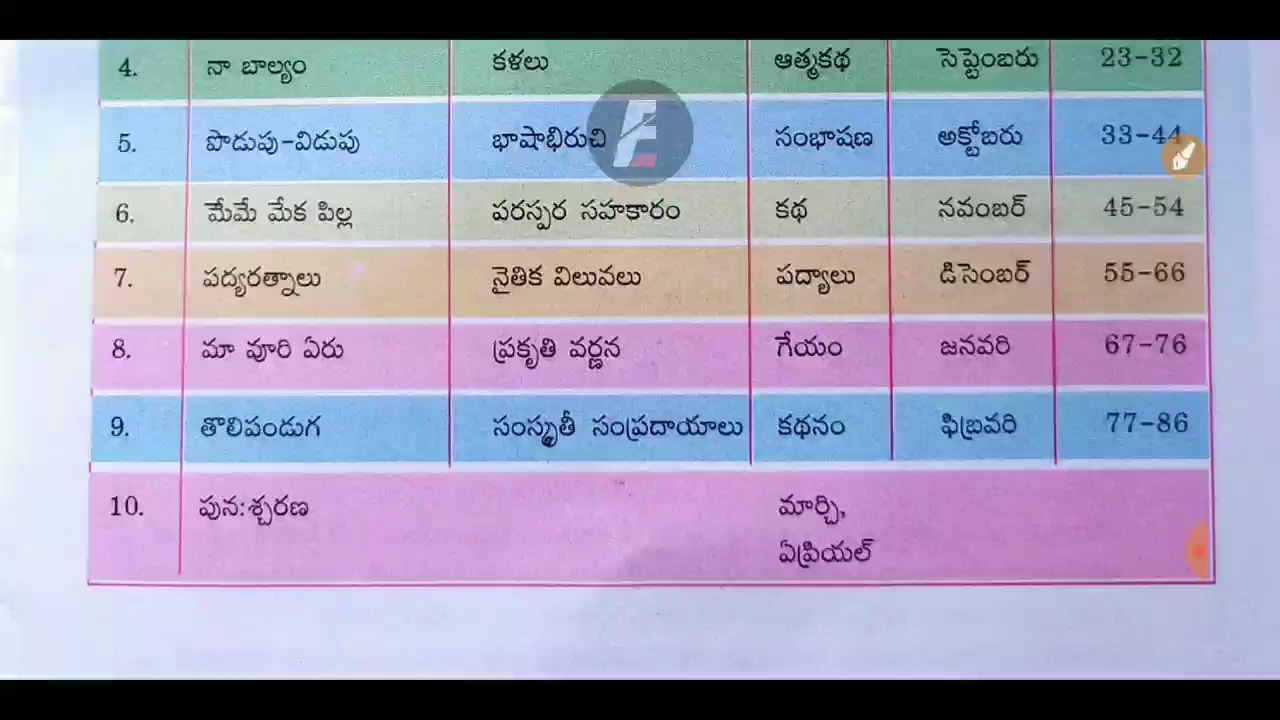 4. నా బాల్యం కళలు ఆత్మకథ సెప్టెంబరు 23-32
5. పొడుపు-విడుపు భాషాభిరుచి సంభాషణ అక్టోబరు 33-44
6. మేమే మేక పిల్ల పరస్పర సహకారం కథ నవంబర్ 45-54
7. పద్యరత్నాలు నైతిక విలువలు పద్యాలు డిసెంబర్ 55-66
8. మా వూరి ఏరు ప్రకృతి వర్ణన గేయం జనవరి 67-76
9. తొలిపండుగ సంస్కృతీ సంప్రదాయాలు కథనం ఫిబ్రవరి 77-86
10. పున:శ్చరణ మార్చి,
ఏప్రియల్